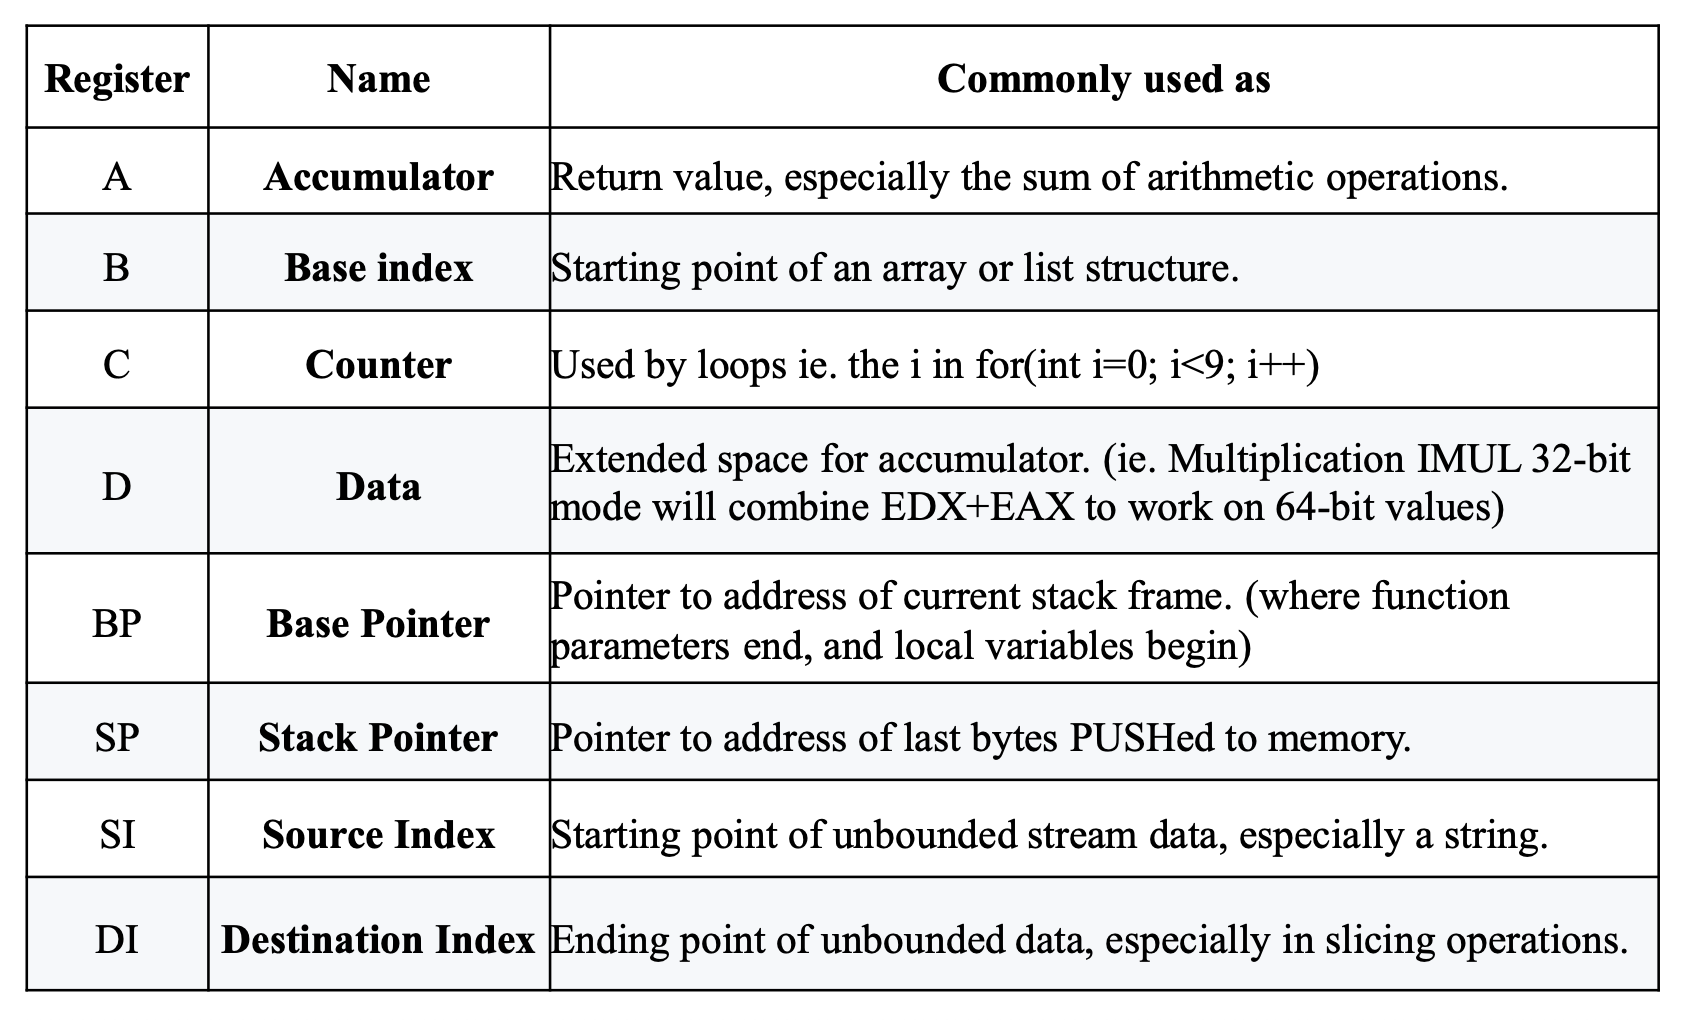 Register Name Commonly used as
A Accumulator Return value, especially the sum of arithmetic operations.
B Base index Starting point of an array or list structure.
C Counter Used by loops ie. the i in for(int i=0; i<9; i++)
D Data Extended space for accumulator. (ie. Multiplication IMUL 32-bit
mode will combine EDX+EAX to work on 64-bit values)
BP Base Pointer Pointer to address of current stack frame. (where function
parameters end, and local variables begin)
SP Stack Pointer Pointer to address of last bytes PUSHed to memory.
SI Source Index Starting point of unbounded stream data, especially a string.
DI Destination Index Ending point of unbounded data, especially in slicing operations.